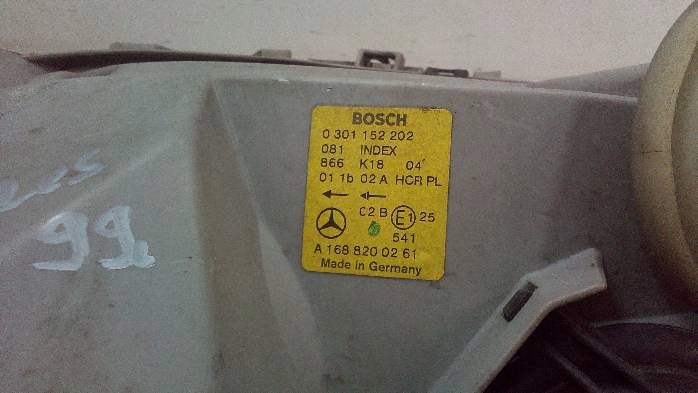 BOSCH
0 301 152 202
081 INDEX
866 K18 04
01 1b 02 A HCR PL
02 B E1 25
541
A 168 820 02 61
Made in Germany
99